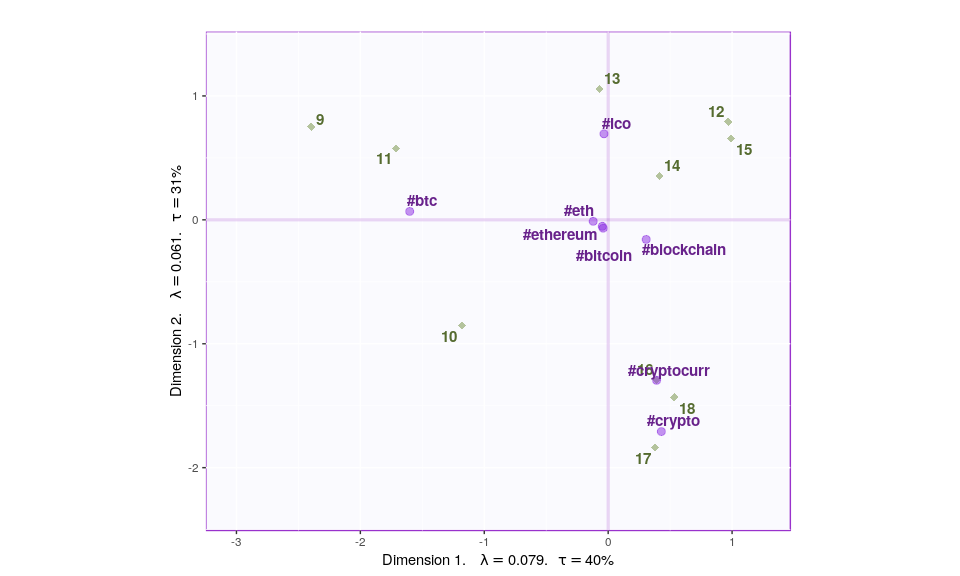 13
12
9
#ico
15
11
14
#btc
#eth
#ethereum
#blockchain
#bitcoin
10
#cryptocurr
18
#crypto
17
1
0
-1
-2
-3
-2
-1
0
1
Dimension 2. λ = 0.061. τ = 31%
Dimension 1. λ = 0.079. τ = 40%